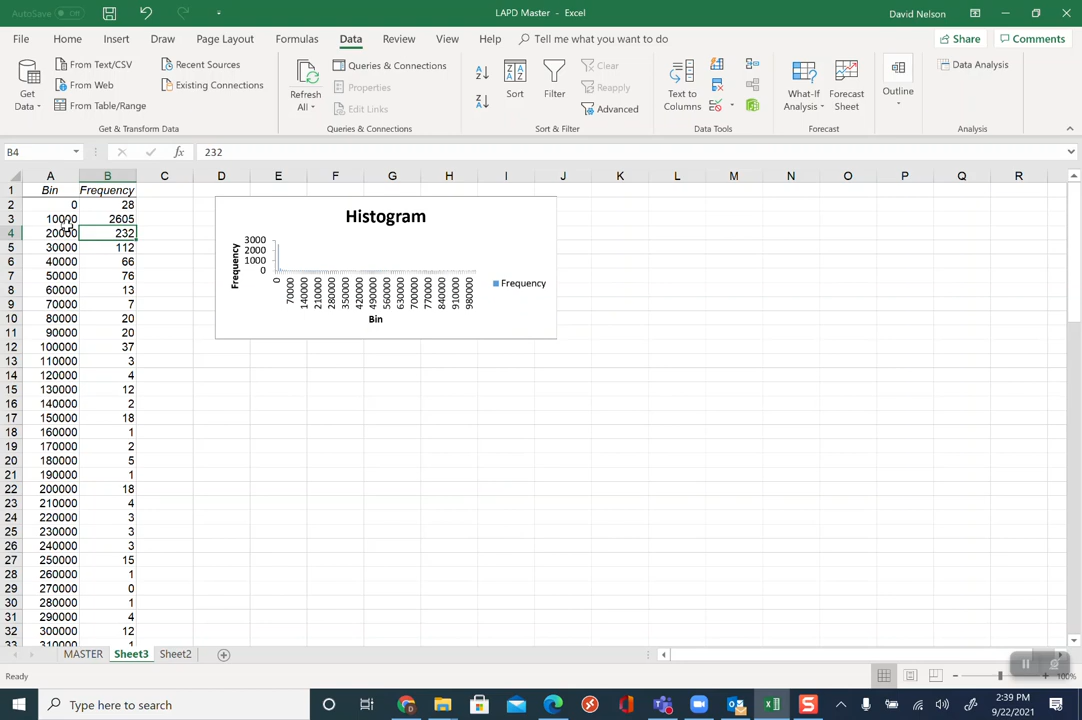 AutoSave Off LAPD Master - Excel David Nelson
File Home Insert Draw Page Layout Formulas Data Review View Help Tell me what you want to do Share Comments
Get Data From Text/CSV From Web From Table/Range Recent Sources Existing Connections
Refresh All Queries & Connections Properties Edit Links
Sort Filter Clear Reapply Advanced
Text to Columns
What-If Analysis Forecast Sheet
Outline Data Analysis
Get & Transform Data Queries & Connections Sort & Filter Data Tools Forecast Analysis
B4 fx 232
A B C D E F G H I J K L M N O P Q R
1 Bin Frequency
2 0 28
3 10000 2605
4 20000 232
5 30000 112
6 40000 66
7 50000 76
8 60000 13
9 70000 7
10 80000 20
11 90000 20
12 100000 37
13 110000 3
14 120000 4
15 130000 12
16 140000 2
17 150000 18
18 160000 1
19 170000 2
20 180000 5
21 190000 1
22 200000 18
23 210000 4
24 220000 3
25 230000 3
26 240000 3
27 250000 15
28 260000 1
29 270000 0
30 280000 1
31 290000 4
32 300000 12
33 310000 1
Histogram
Frequency
3000
2000
1000
0
0 70000 140000 210000 280000 350000 420000 490000 560000 630000 700000 770000 840000 910000 980000
Bin
Frequency
MASTER Sheet3 Sheet2
Ready 100%
Type here to search
2:39 PM
9/22/2021